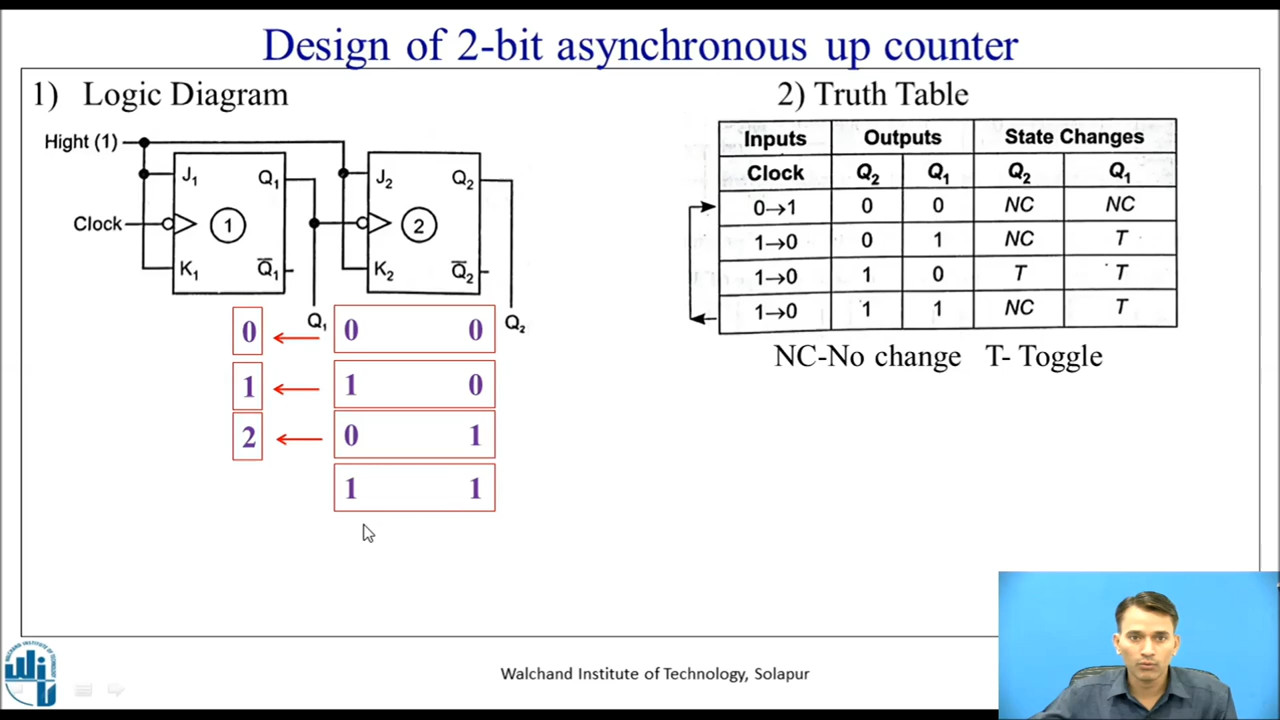 Design of 2-bit asynchronous up counter
1) Logic Diagram
Hight (1)
J1 Q1 J2 Q2
Clock 1 2
K1 Q̅1 K2 Q̅2
Q1 Q2
0 0 0
1 1 0
2 0 1
1 1
2) Truth Table
Inputs Outputs State Changes
Clock Q2 Q1 Q2 Q1
0→1 0 0 NC NC
1→0 0 1 NC T
1→0 1 0 T T
1→0 1 1 NC T
NC-No change T- Toggle
Walchand Institute of Technology, Solapur